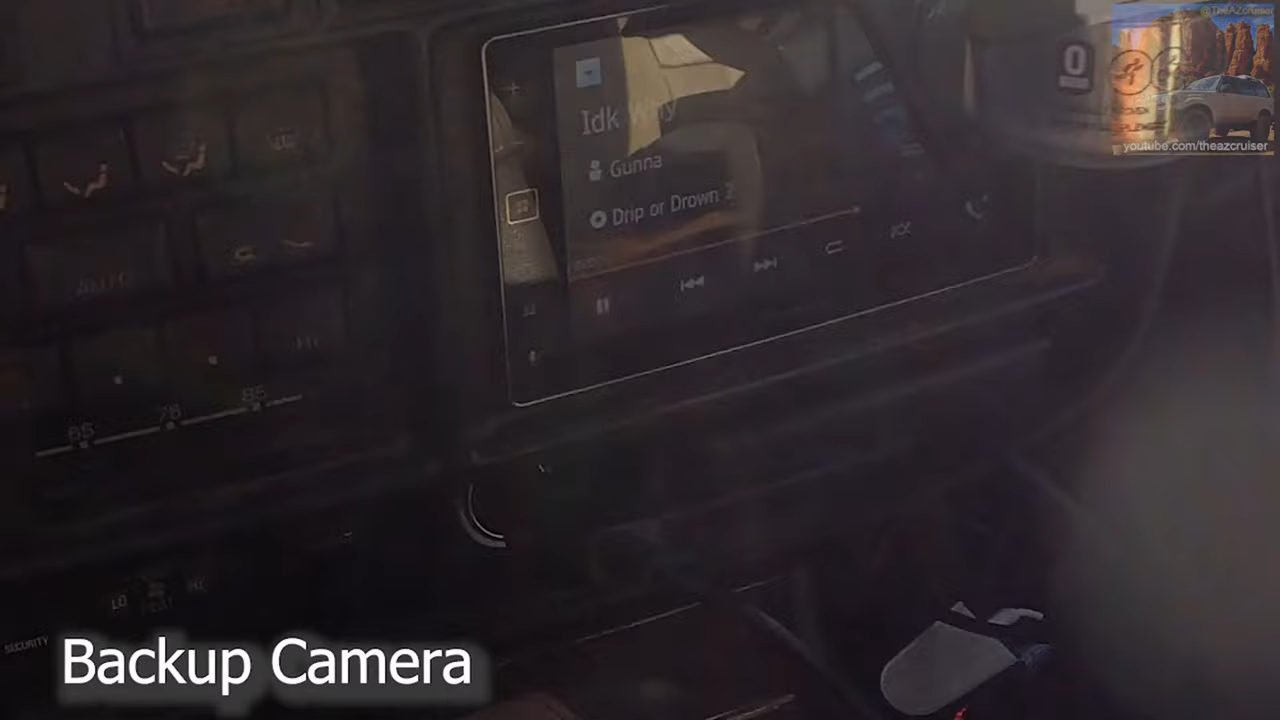 @TheAZcruiser
youtube.com/theazcruiser
Idk Why
Gunna
Drip or Drown 2
AUTO
65 75 85
LO HI
SECURITY
Backup Camera